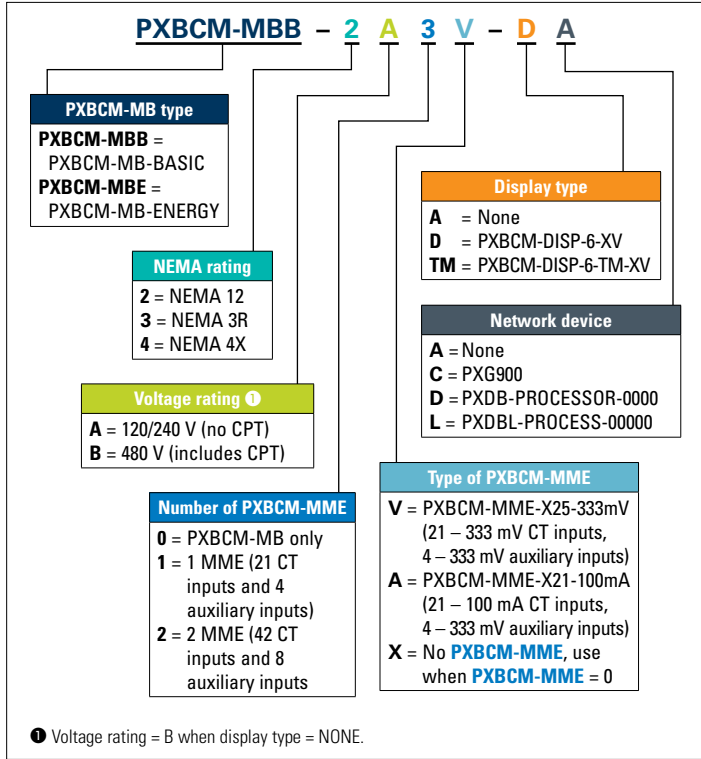 PXBCM-MBB – 2 A 3 V – D A
PXBCM-MB type
PXBCM-MBB =
PXBCM-MB-BASIC
PXBCM-MBE =
PXBCM-MB-ENERGY
Display type
A = None
D = PXBCM-DISP-6-XV
TM = PXBCM-DISP-6-TM-XV
NEMA rating
2 = NEMA 12
3 = NEMA 3R
4 = NEMA 4X
Network device
A = None
C = PXG900
D = PXDB-PROCESSOR-0000
L = PXDBL-PROCESS-00000
Voltage rating ❶
A = 120/240 V (no CPT)
B = 480 V (includes CPT)
Number of PXBCM-MME
0 = PXBCM-MB only
1 = 1 MME (21 CT
inputs and 4
auxiliary inputs)
2 = 2 MME (42 CT
inputs and 8
auxiliary inputs
Type of PXBCM-MME
V = PXBCM-MME-X25-333mV
(21 – 333 mV CT inputs,
4 – 333 mV auxiliary inputs)
A = PXBCM-MME-X21-100mA
(21 – 100 mA CT inputs,
4 – 333 mV auxiliary inputs)
X = No PXBCM-MME, use
when PXBCM-MME = 0
❶ Voltage rating = B when display type = NONE.